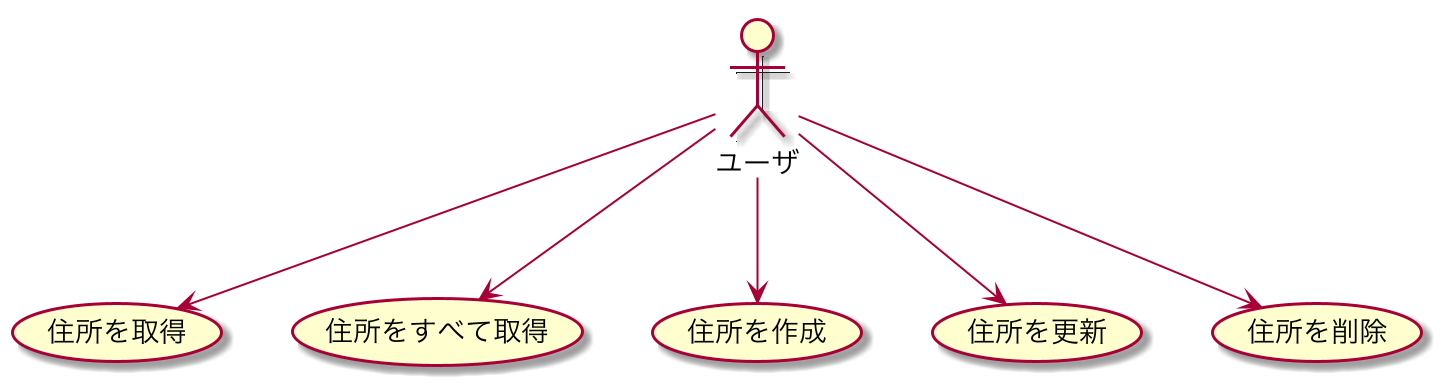 ユーザ
住所を取得
住所をすべて取得
住所を作成
住所を更新
住所を削除